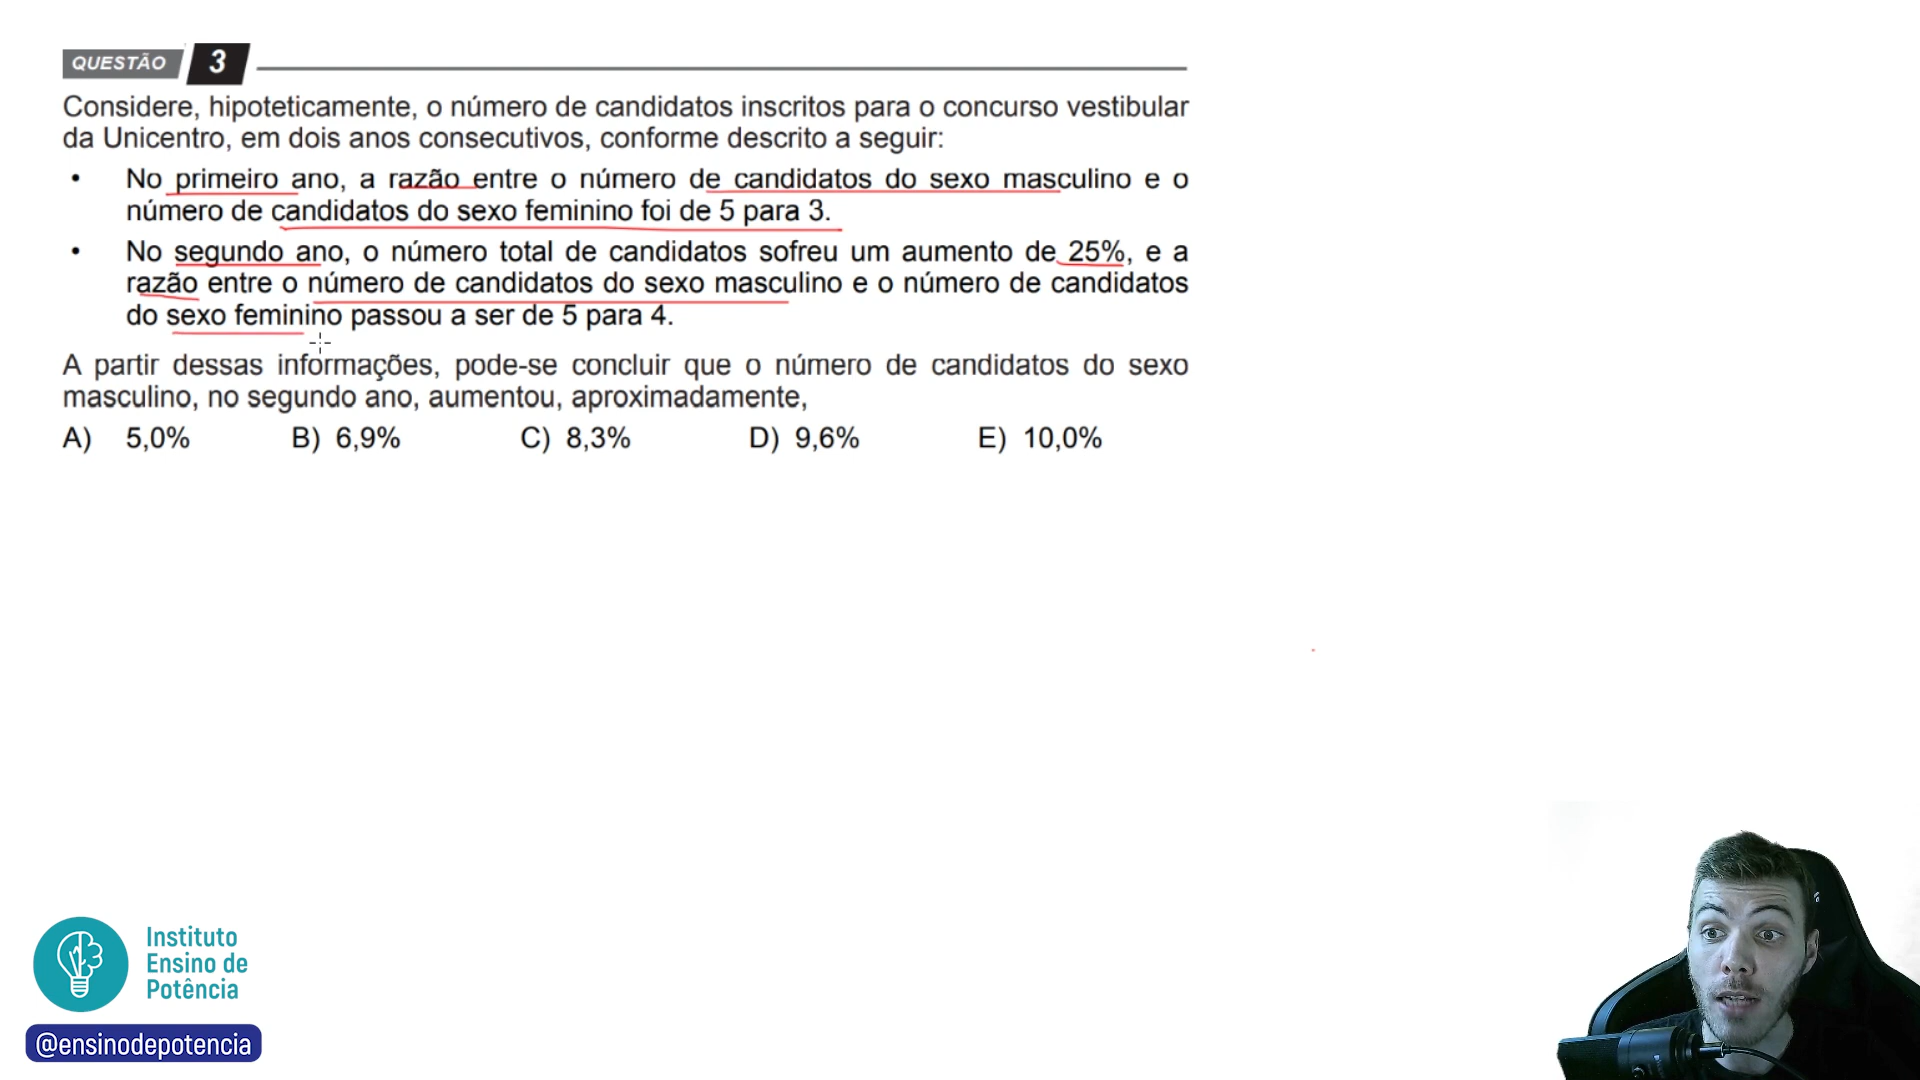 QUESTÃO 3
Considere, hipoteticamente, o número de candidatos inscritos para o concurso vestibular
da Unicentro, em dois anos consecutivos, conforme descrito a seguir:
• No primeiro ano, a razão entre o número de candidatos do sexo masculino e o
número de candidatos do sexo feminino foi de 5 para 3.
• No segundo ano, o número total de candidatos sofreu um aumento de 25%, e a
razão entre o número de candidatos do sexo masculino e o número de candidatos
do sexo feminino passou a ser de 5 para 4.
A partir dessas informações, pode-se concluir que o número de candidatos do sexo
masculino, no segundo ano, aumentou, aproximadamente,
A) 5,0% B) 6,9% C) 8,3% D) 9,6% E) 10,0%
Instituto
Ensino de
Potência
@ensinodepotencia